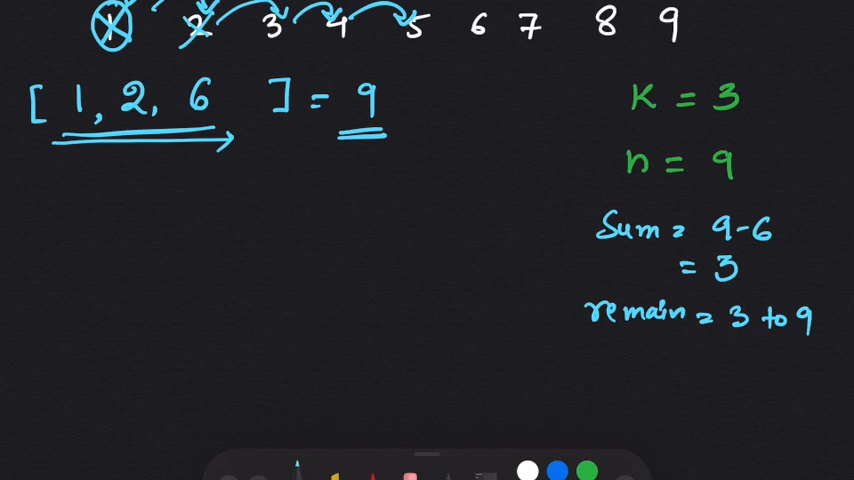 1 2 3 4 5 6 7 8 9
[ 1, 2, 6 ] = 9
K = 3
n = 9
Sum = 9-6
= 3
remain = 3 to 9